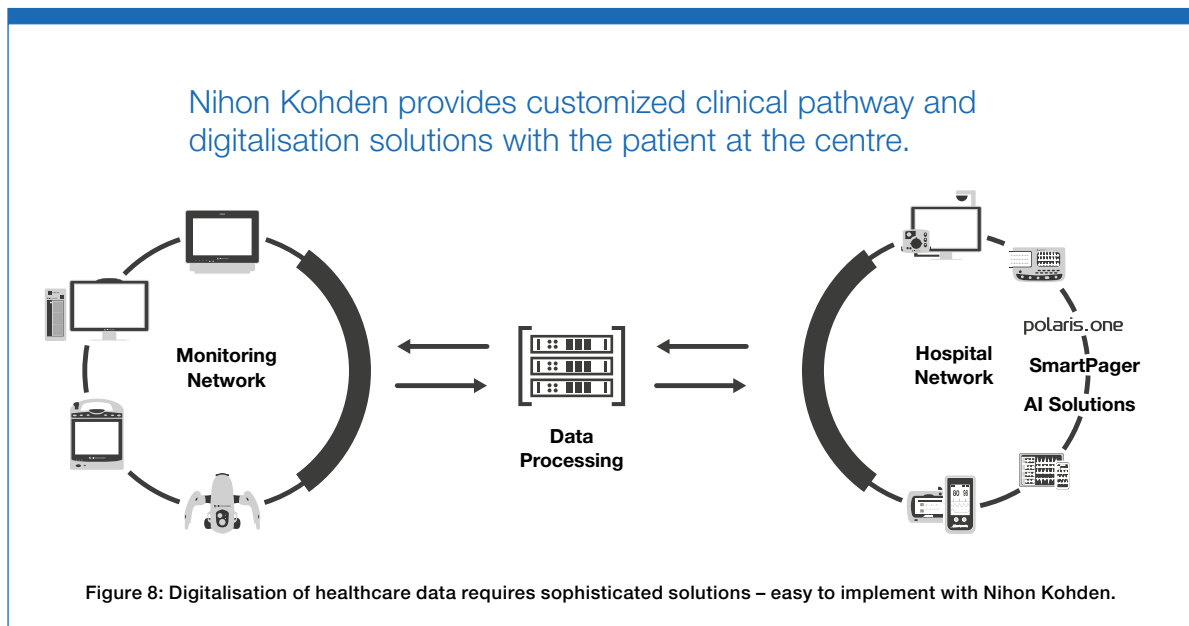 Nihon Kohden provides customized clinical pathway and
digitalisation solutions with the patient at the centre.
Monitoring
Network
Data
Processing
Hospital
Network
polaris.one
SmartPager
AI Solutions
Figure 8: Digitalisation of healthcare data requires sophisticated solutions – easy to implement with Nihon Kohden.